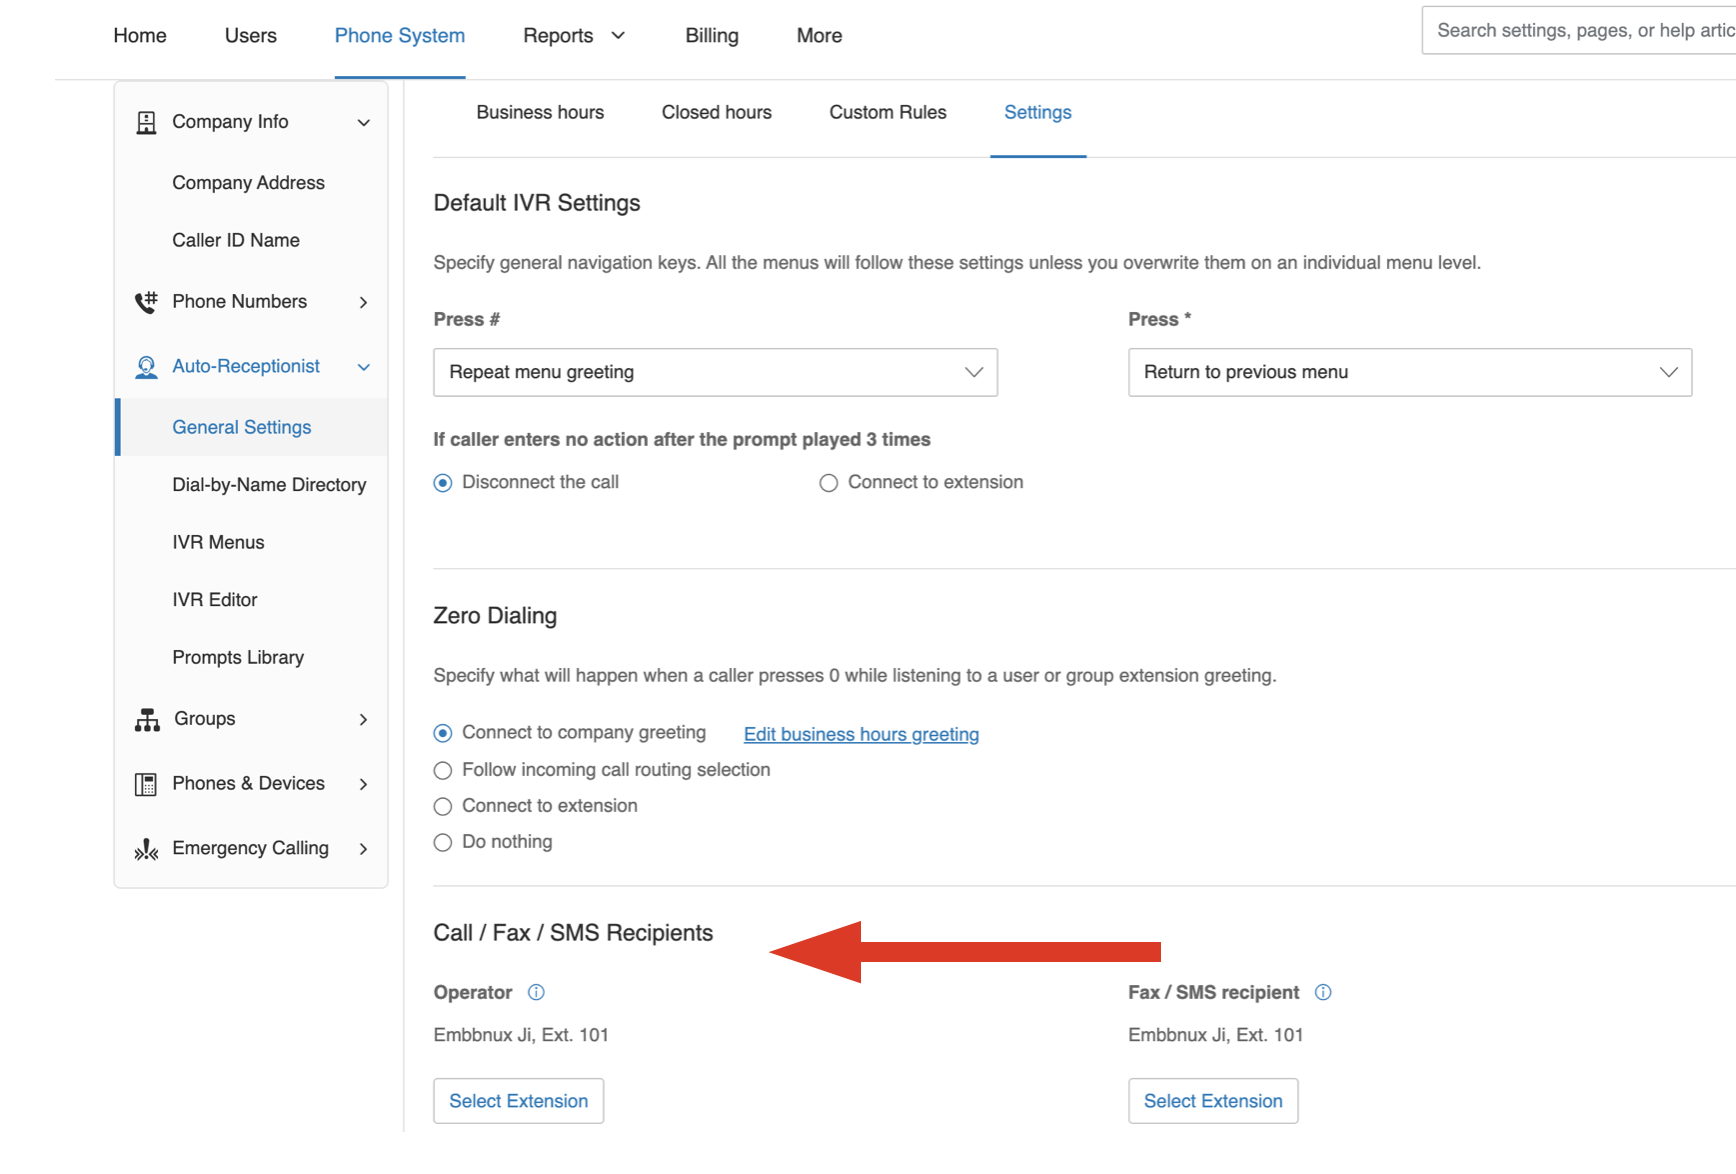 Home Users Phone System Reports Billing More Search settings, pages, or help artic
Company Info
Company Address
Caller ID Name
Phone Numbers
Auto-Receptionist
General Settings
Dial-by-Name Directory
IVR Menus
IVR Editor
Prompts Library
Groups
Phones & Devices
Emergency Calling
Business hours Closed hours Custom Rules Settings
Default IVR Settings
Specify general navigation keys. All the menus will follow these settings unless you overwrite them on an individual menu level.
Press # Press *
Repeat menu greeting Return to previous menu
If caller enters no action after the prompt played 3 times
Disconnect the call Connect to extension
Zero Dialing
Specify what will happen when a caller presses 0 while listening to a user or group extension greeting.
Connect to company greeting Edit business hours greeting
Follow incoming call routing selection
Connect to extension
Do nothing
Call / Fax / SMS Recipients
Operator Fax / SMS recipient
Embbnux Ji, Ext. 101 Embbnux Ji, Ext. 101
Select Extension Select Extension